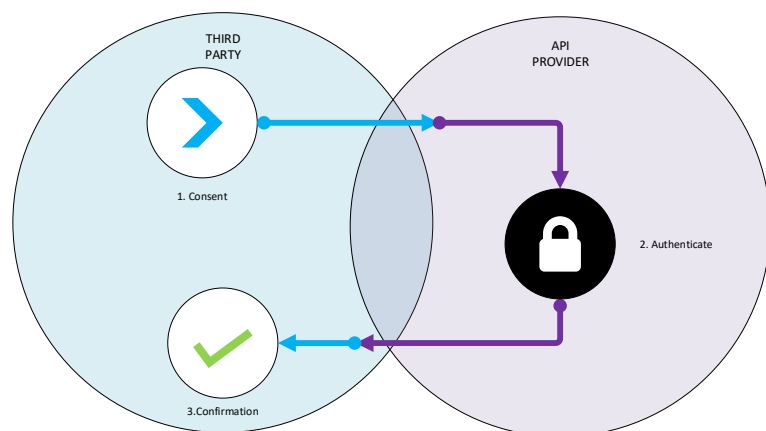 THIRD
PARTY
API
PROVIDER
1. Consent
2. Authenticate
3.Confirmation